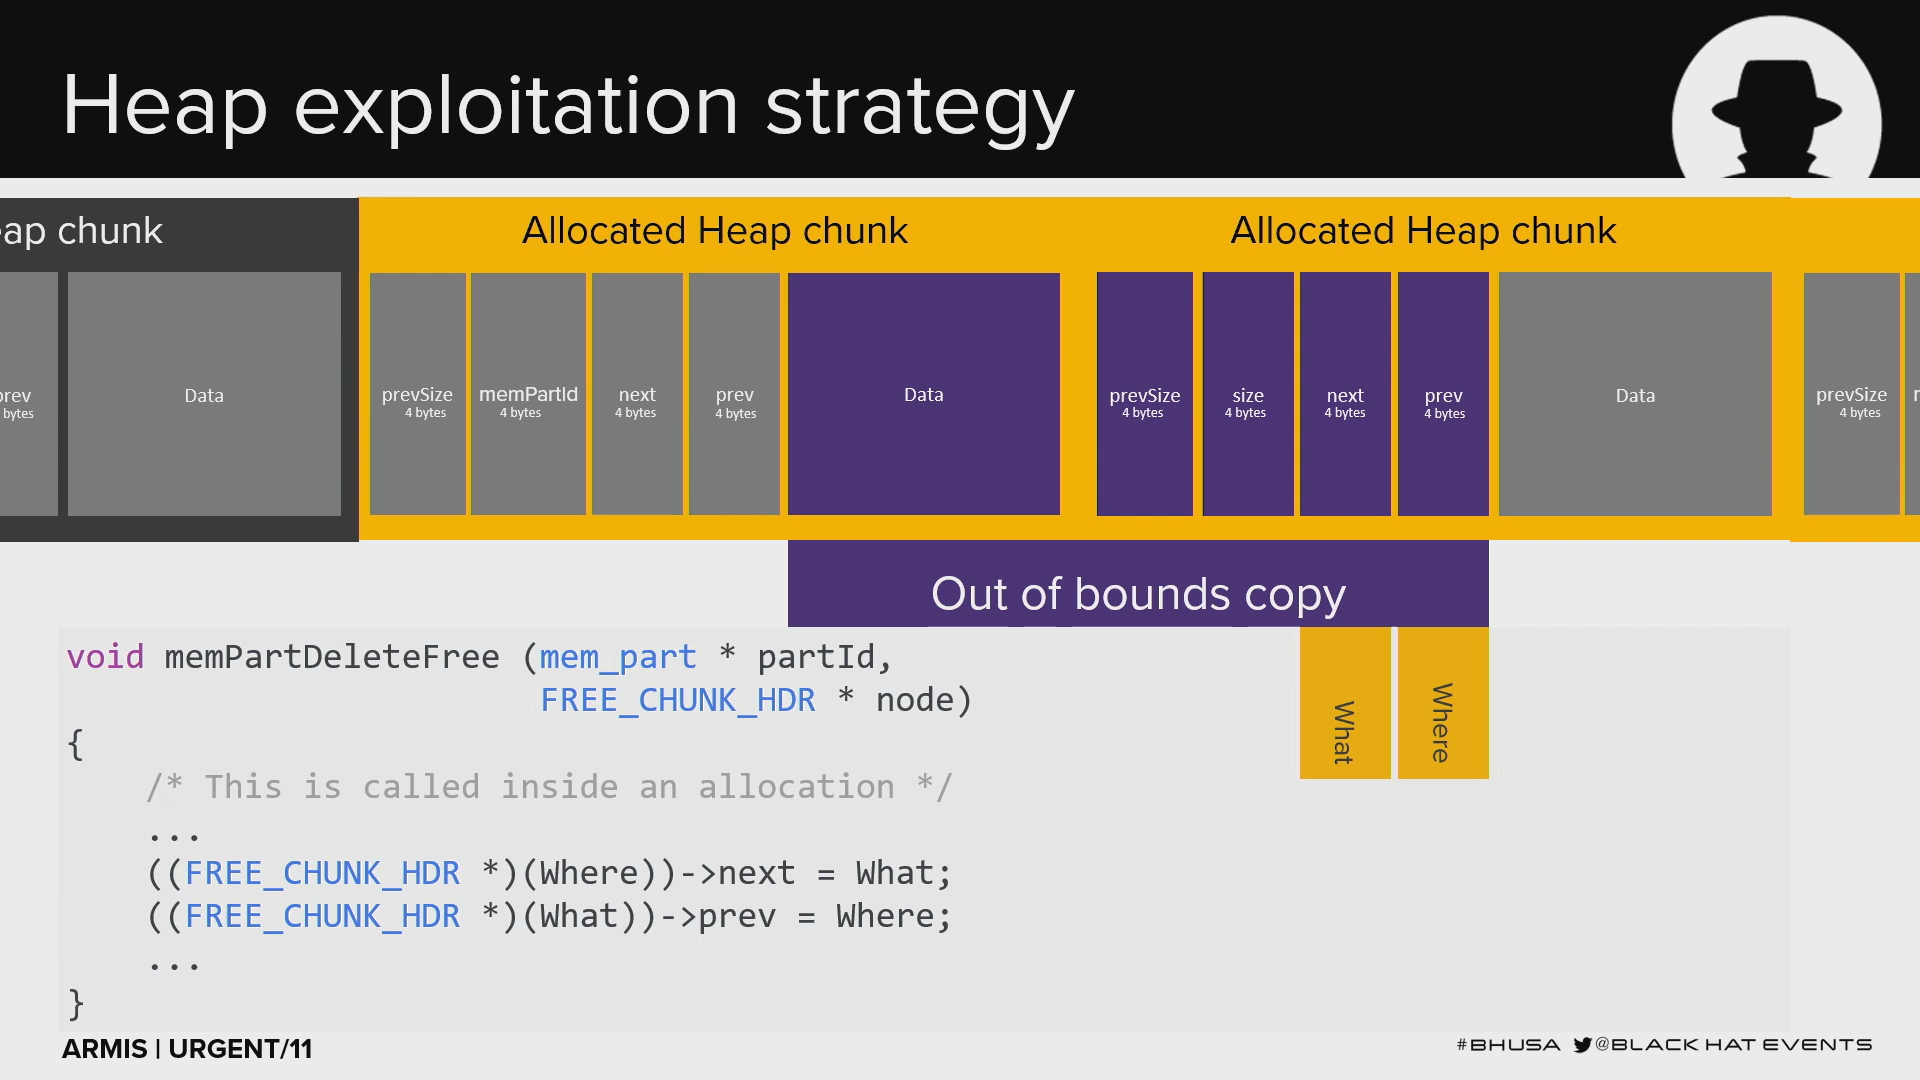 Heap exploitation strategy
eap chunk
Allocated Heap chunk
Allocated Heap chunk
prev
bytes
Data
prevSize
4 bytes
memPartId
4 bytes
next
4 bytes
prev
4 bytes
Data
prevSize
4 bytes
size
4 bytes
next
4 bytes
prev
4 bytes
Data
prevSize
4 bytes
Out of bounds copy
What
Where
void memPartDeleteFree (mem_part * partId,
FREE_CHUNK_HDR * node)
{
/* This is called inside an allocation */
...
((FREE_CHUNK_HDR *)(Where))->next = What;
((FREE_CHUNK_HDR *)(What))->prev = Where;
...
}
ARMIS | URGENT/11
#BHUSA @BLACK HAT EVENTS